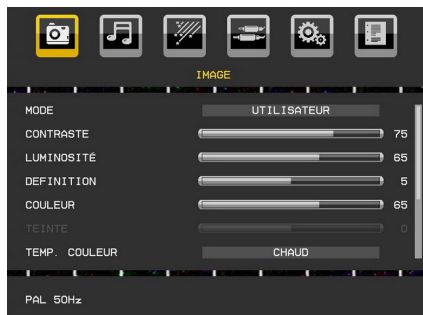 IMAGE
MODE UTILISATEUR
CONTRASTE 75
LUMINOSITÉ 65
DEFINITION 5
COULEUR 65
TEINTE 0
TEMP. COULEUR CHAUD
PAL 50Hz